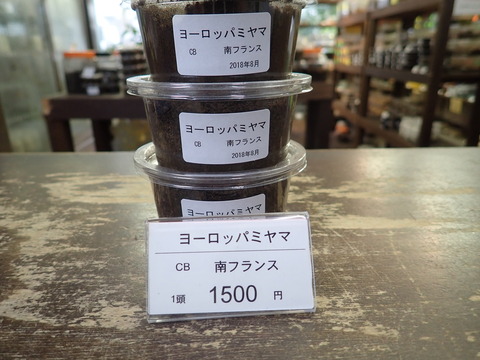 ヨーロッパミヤマ
CB 南フランス
2018年8月
ヨーロッパミヤマ
CB 南フランス
2018年8月
ヨーロッパミヤマ
ヨーロッパミヤマ
CB 南フランス
1頭 1500 円